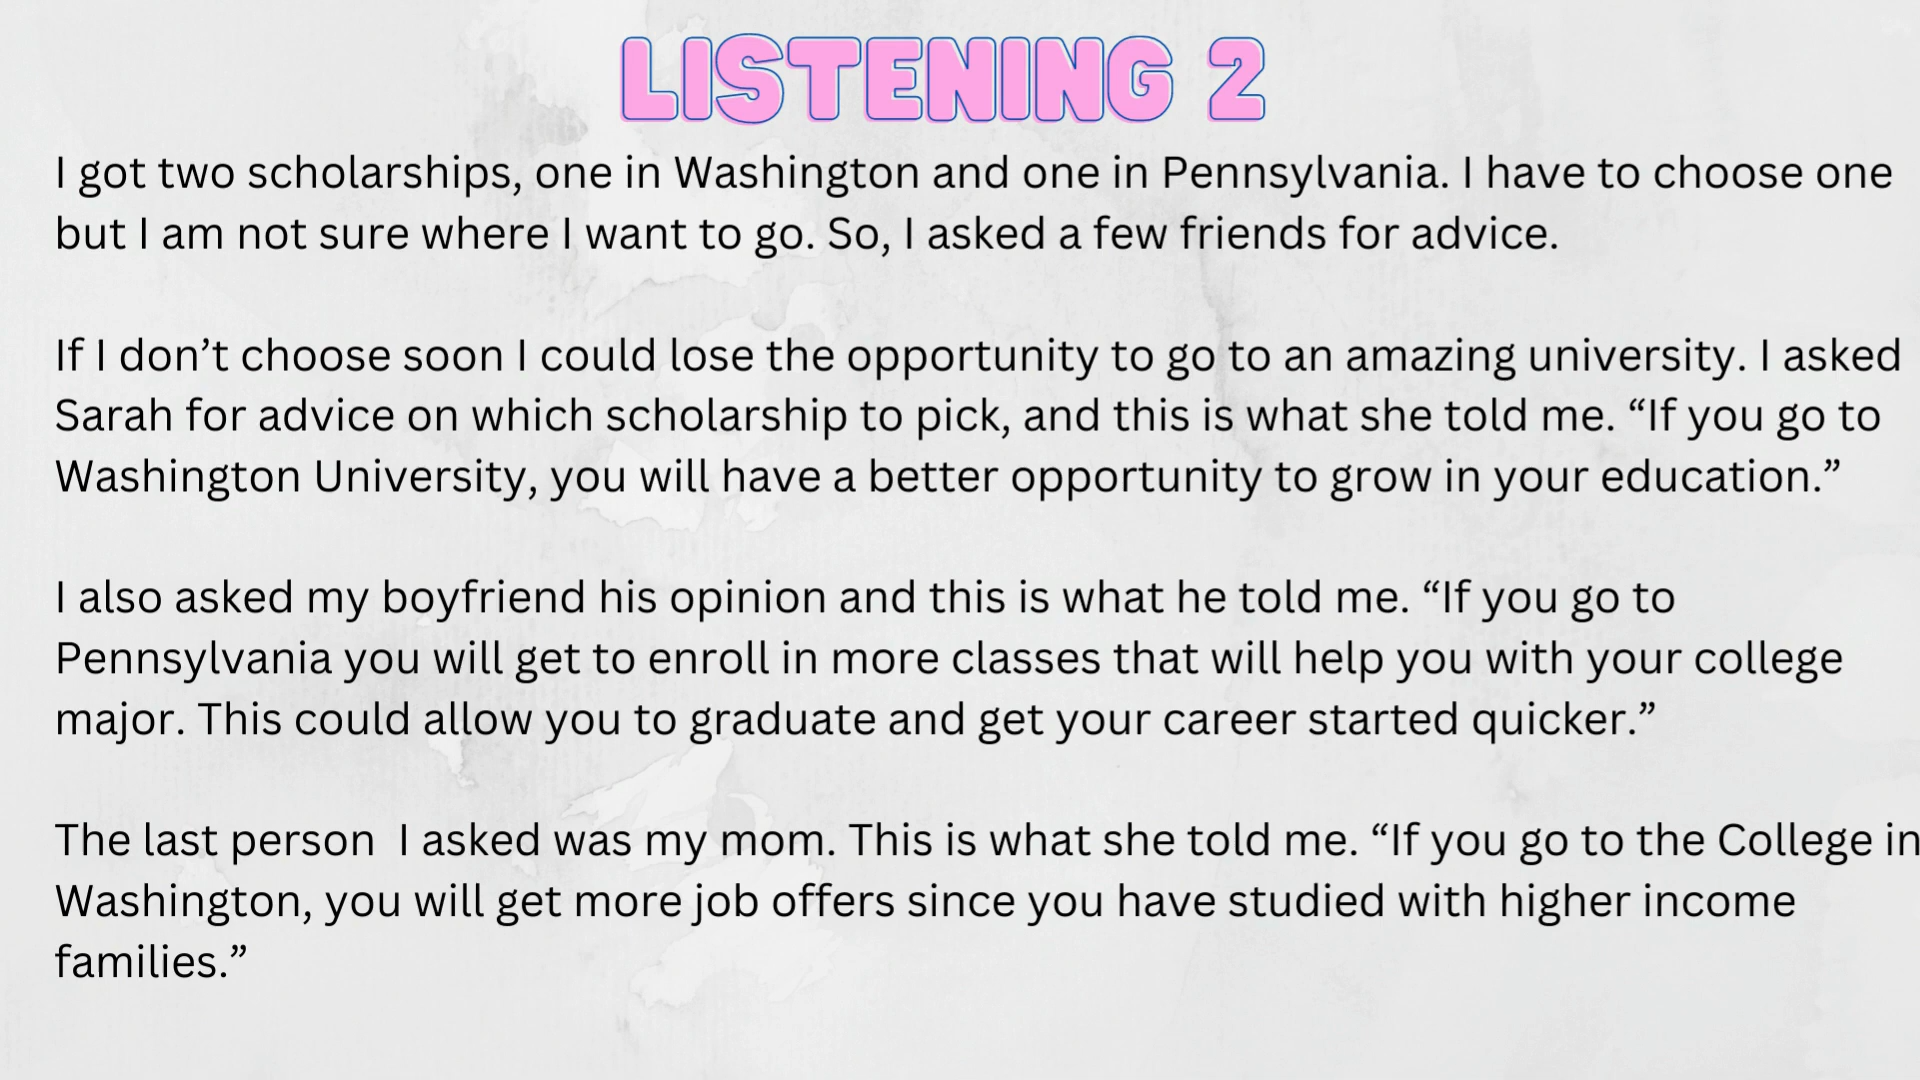 LISTENING 2
I got two scholarships, one in Washington and one in Pennsylvania. I have to choose one
but I am not sure where I want to go. So, I asked a few friends for advice.
If I don’t choose soon I could lose the opportunity to go to an amazing university. I asked
Sarah for advice on which scholarship to pick, and this is what she told me. “If you go to
Washington University, you will have a better opportunity to grow in your education.”
I also asked my boyfriend his opinion and this is what he told me. “If you go to
Pennsylvania you will get to enroll in more classes that will help you with your college
major. This could allow you to graduate and get your career started quicker.”
The last person  I asked was my mom. This is what she told me. “If you go to the College in
Washington, you will get more job offers since you have studied with higher income
families.”